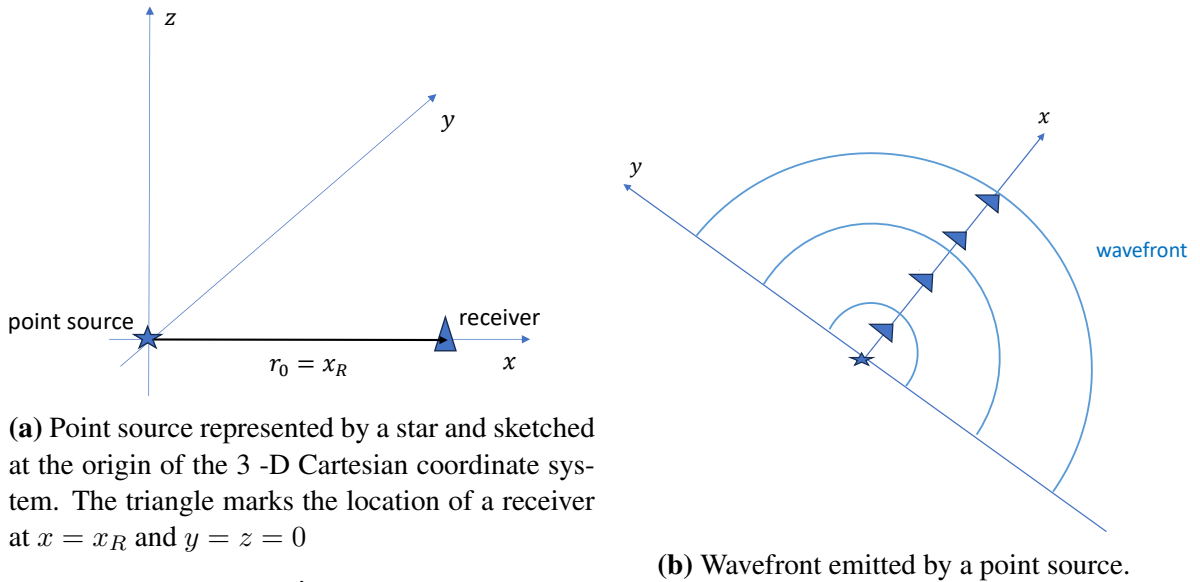 z
y
point source
receiver
r₀ = x_R
x
(a) Point source represented by a star and sketched
at the origin of the 3 -D Cartesian coordinate sys-
tem. The triangle marks the location of a receiver
at x = x_R and y = z = 0
x
y
wavefront
(b) Wavefront emitted by a point source.